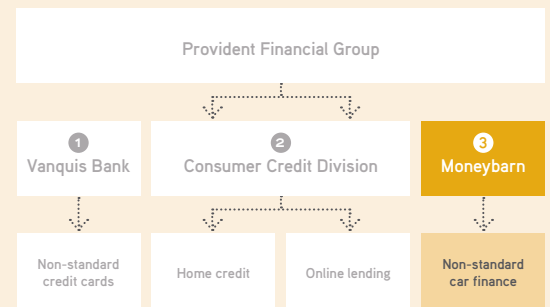 Provident Financial Group
1
Vanquis Bank
2
Consumer Credit Division
3
Moneybarn
Non-standard
credit cards
Home credit
Online lending
Non-standard
car finance